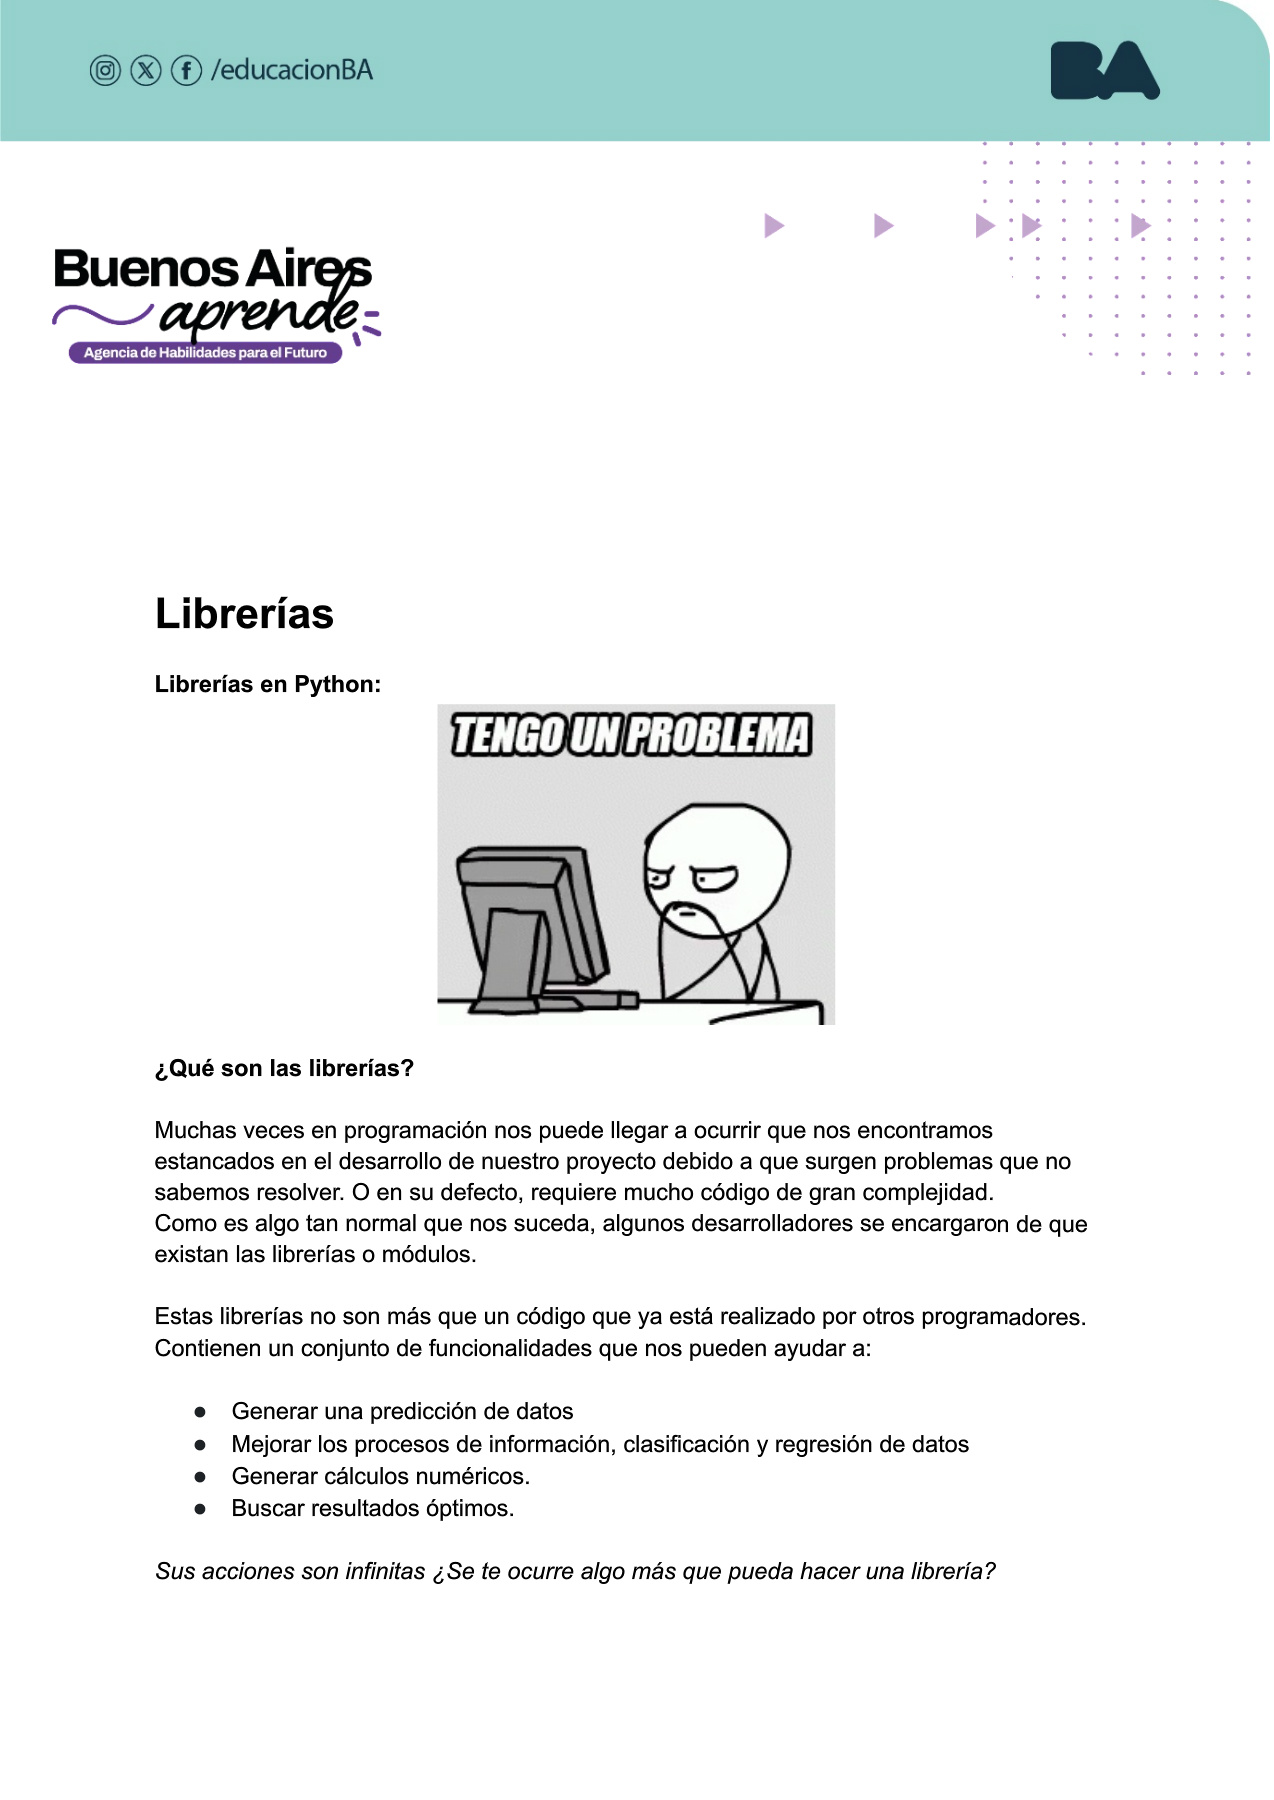 /educacionBA
BA
Buenos Aires
aprende
Agencia de Habilidades para el Futuro
Librerías
Librerías en Python:
TENGO UN PROBLEMA
¿Qué son las librerías?
Muchas veces en programación nos puede llegar a ocurrir que nos encontramos
estancados en el desarrollo de nuestro proyecto debido a que surgen problemas que no
sabemos resolver. O en su defecto, requiere mucho código de gran complejidad.
Como es algo tan normal que nos suceda, algunos desarrolladores se encargaron de que
existan las librerías o módulos.
Estas librerías no son más que un código que ya está realizado por otros programadores.
Contienen un conjunto de funcionalidades que nos pueden ayudar a:
● Generar una predicción de datos
● Mejorar los procesos de información, clasificación y regresión de datos
● Generar cálculos numéricos.
● Buscar resultados óptimos.
Sus acciones son infinitas ¿Se te ocurre algo más que pueda hacer una librería?